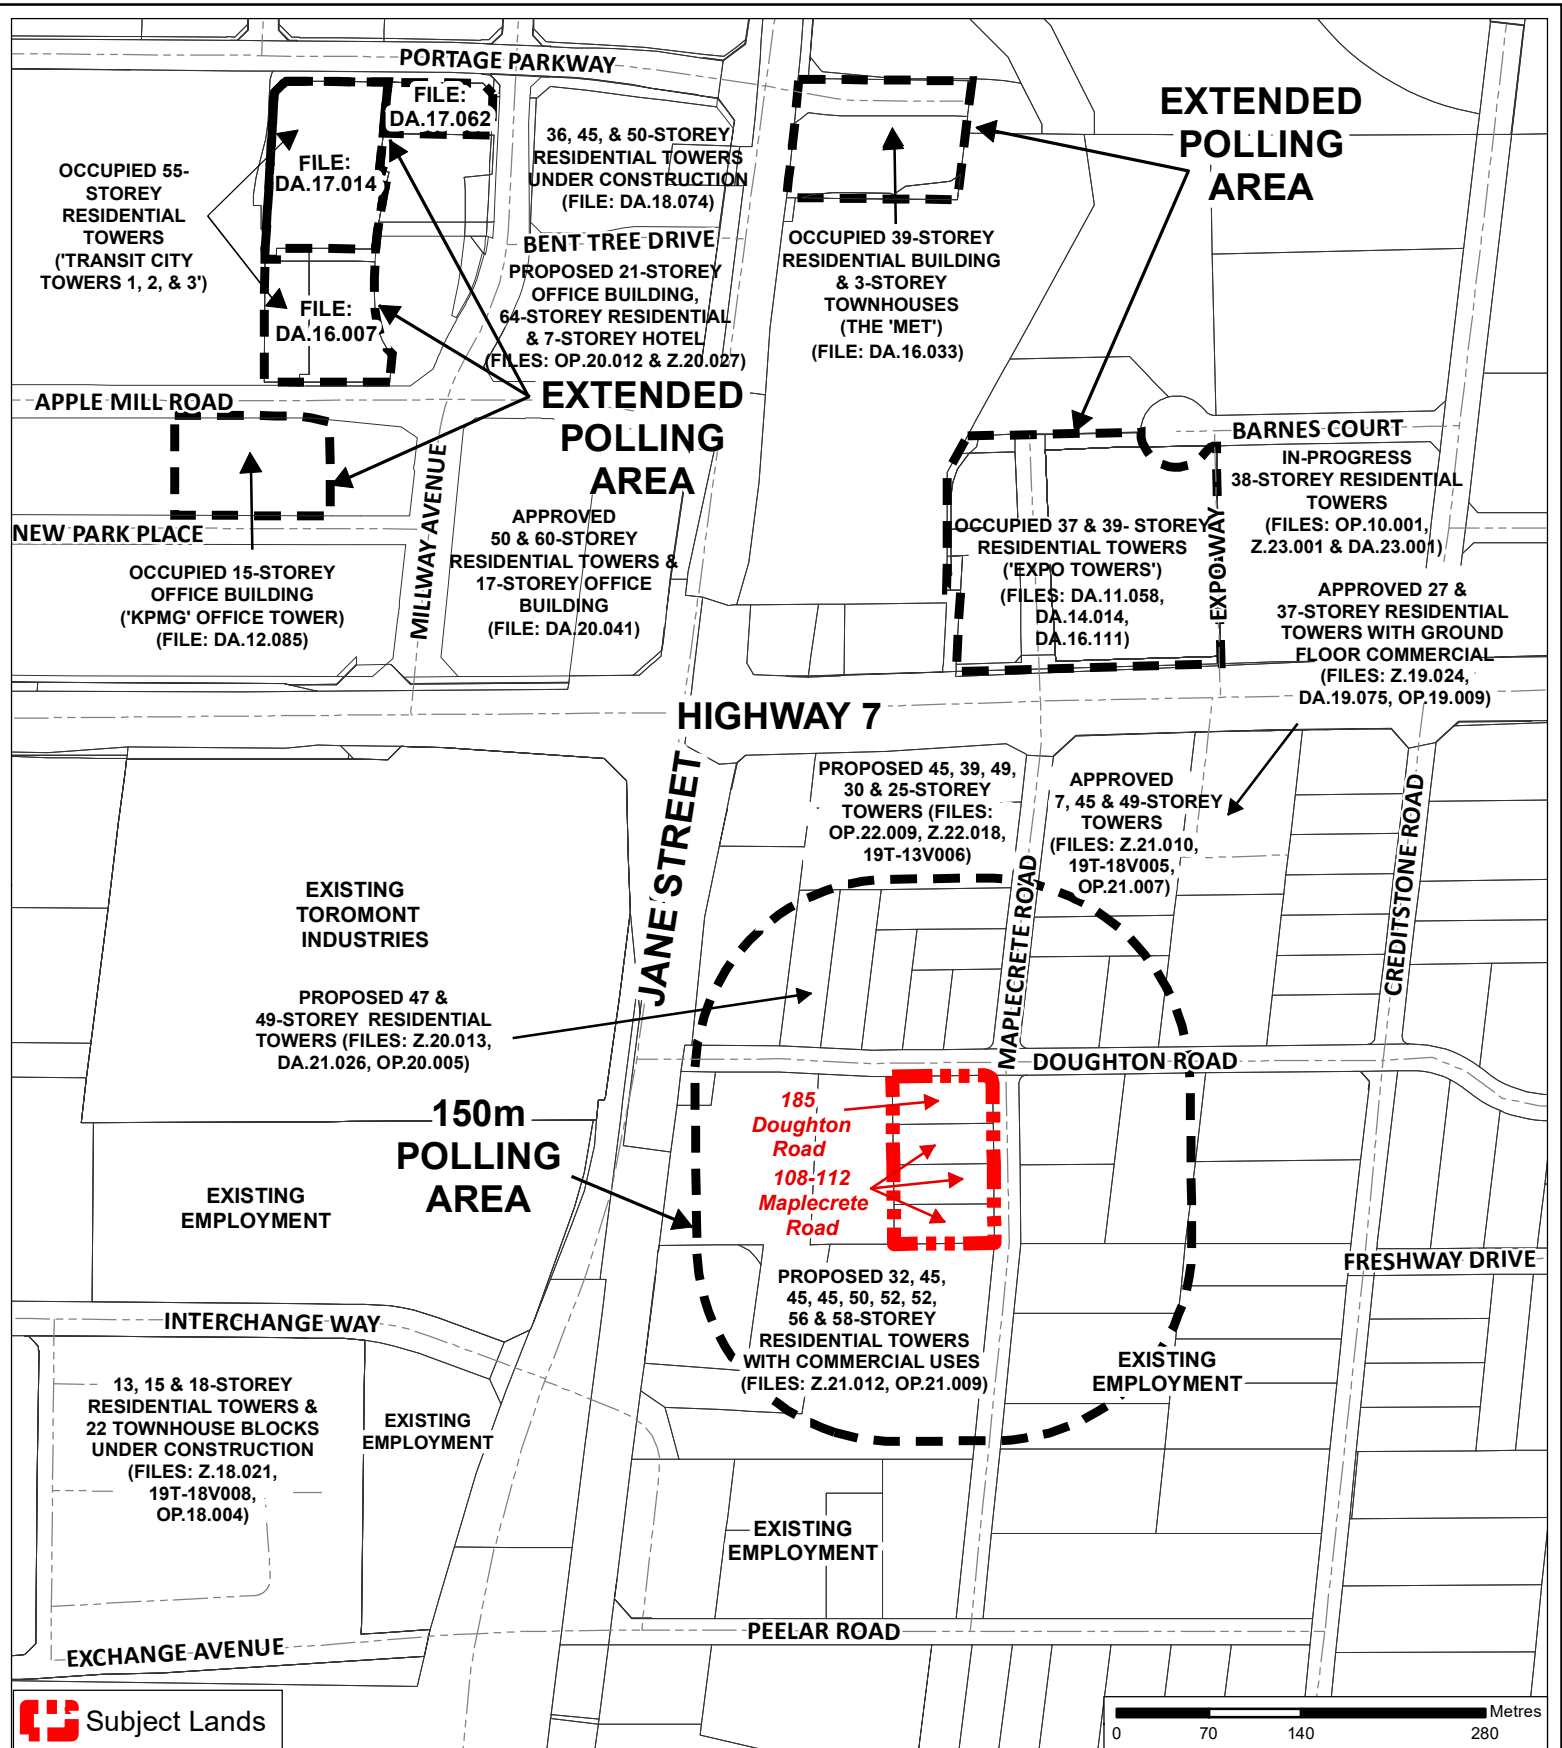 PORTAGE PARKWAY
FILE:
DA.17.062
FILE:
DA.17.014
OCCUPIED 55-
STOREY
RESIDENTIAL
TOWERS
('TRANSIT CITY
TOWERS 1, 2, & 3')
FILE:
DA.16.007
36, 45, & 50-STOREY
RESIDENTIAL TOWERS
UNDER CONSTRUCTION
(FILE: DA.18.074)
BENT TREE DRIVE
PROPOSED 21-STOREY
OFFICE BUILDING,
64-STOREY RESIDENTIAL
& 7-STOREY HOTEL
(FILES: OP.20.012 & Z.20.027)
OCCUPIED 39-STOREY
RESIDENTIAL BUILDING
& 3-STOREY
TOWNHOUSES
(THE 'MET')
(FILE: DA.16.033)
EXTENDED
POLLING
AREA
APPLE MILL ROAD
EXTENDED
POLLING
AREA
NEW PARK PLACE
OCCUPIED 15-STOREY
OFFICE BUILDING
('KPMG' OFFICE TOWER)
(FILE: DA.12.085)
MILLWAY AVENUE
APPROVED
50 & 60-STOREY
RESIDENTIAL TOWERS &
17-STOREY OFFICE
BUILDING
(FILE: DA.20.041)
BARNES COURT
IN-PROGRESS
38-STOREY RESIDENTIAL
TOWERS
(FILES: OP.10.001,
Z.23.001 & DA.23.001)
OCCUPIED 37 & 39- STOREY
RESIDENTIAL TOWERS
('EXPO TOWERS')
(FILES: DA.11.058,
DA.14.014,
DA.16.111)
EXPO WAY
APPROVED 27 &
37-STOREY RESIDENTIAL
TOWERS WITH GROUND
FLOOR COMMERCIAL
(FILES: Z.19.024,
DA.19.075, OP.19.009)
HIGHWAY 7
JANE STREET
PROPOSED 45, 39, 49,
30 & 25-STOREY
TOWERS (FILES:
OP.22.009, Z.22.018,
19T-13V006)
APPROVED
7, 45 & 49-STOREY
TOWERS
(FILES: Z.21.010,
19T-18V005,
OP.21.007)
MAPLECRETE ROAD
CREDITSTONE ROAD
EXISTING
TOROMONT
INDUSTRIES
PROPOSED 47 &
49-STOREY RESIDENTIAL
TOWERS (FILES: Z.20.013,
DA.21.026, OP.20.005)
DOUGHTON ROAD
150m
POLLING
AREA
185
Doughton
Road
108-112
Maplecrete
Road
EXISTING
EMPLOYMENT
FRESHWAY DRIVE
PROPOSED 32, 45,
45, 45, 50, 52, 52,
56 & 58-STOREY
RESIDENTIAL TOWERS
WITH COMMERCIAL USES
(FILES: Z.21.012, OP.21.009)
INTERCHANGE WAY
EXISTING
EMPLOYMENT
13, 15 & 18-STOREY
RESIDENTIAL TOWERS &
22 TOWNHOUSE BLOCKS
UNDER CONSTRUCTION
(FILES: Z.18.021,
19T-18V008,
OP.18.004)
EXISTING
EMPLOYMENT
EXISTING
EMPLOYMENT
PEELAR ROAD
EXCHANGE AVENUE
Subject Lands
Metres
0 70 140 280